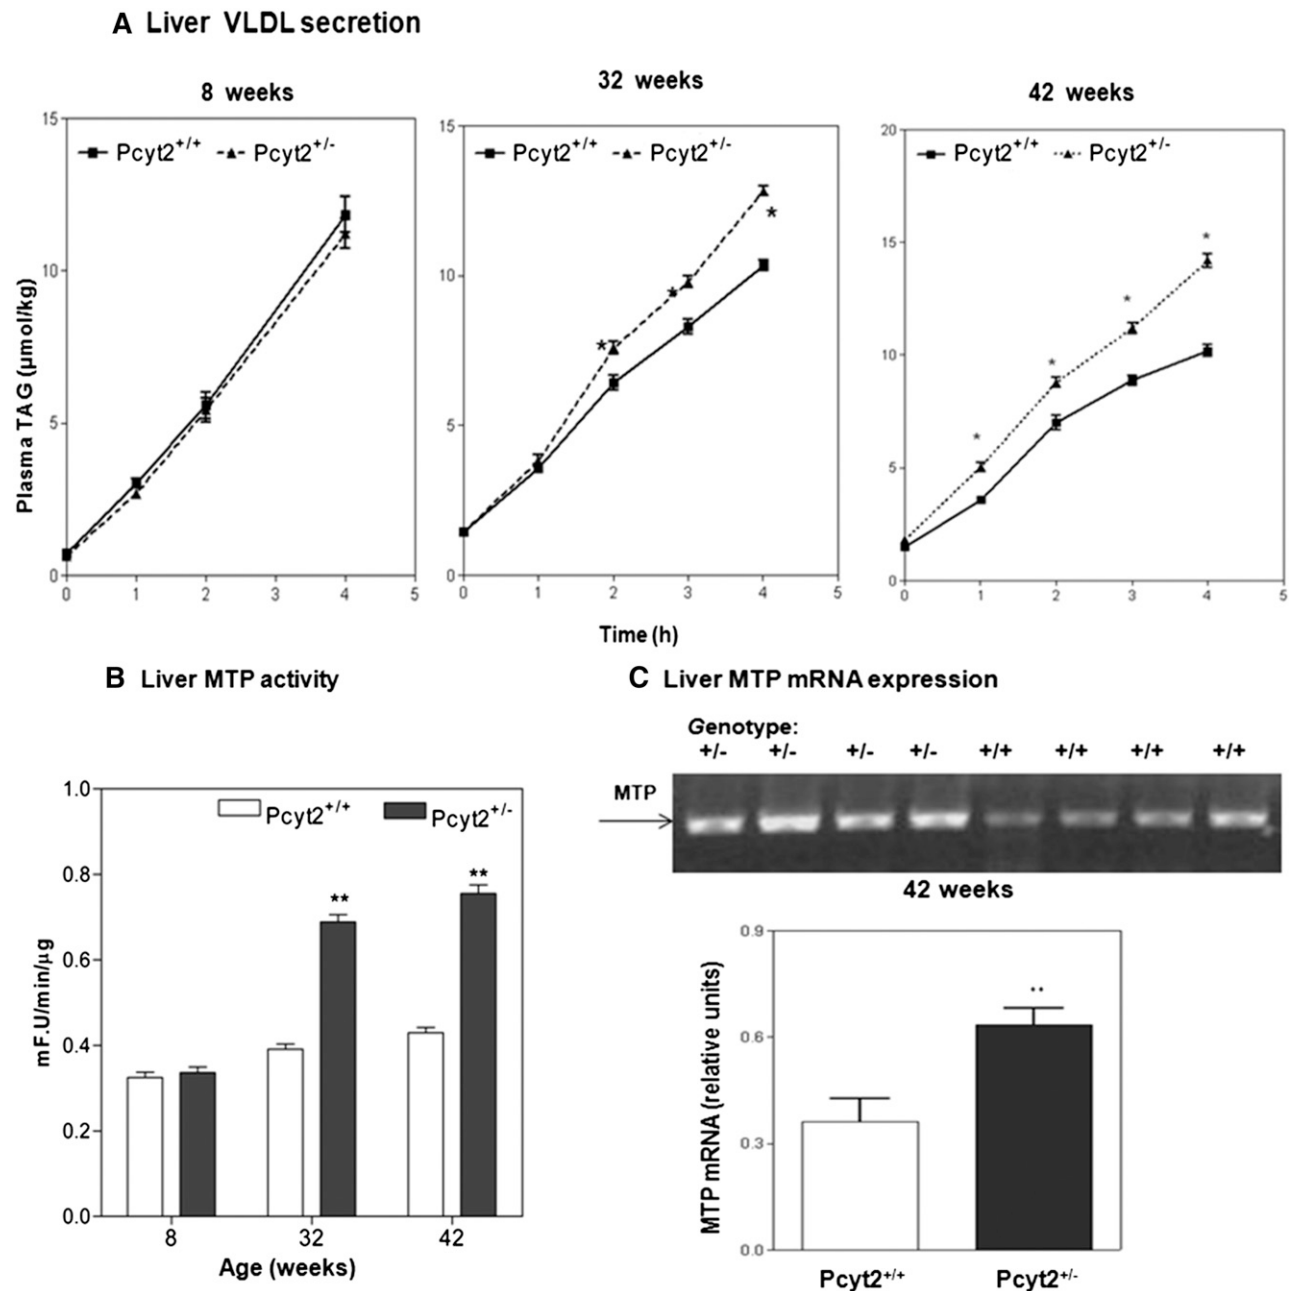 A Liver VLDL secretion
8 weeks
32 weeks
42 weeks
Plasma TAG (µmol/kg)
15
10
5
0
Pcyt2+/+ Pcyt2+/-
0 1 2 3 4 5
15
10
5
0
Pcyt2+/+ Pcyt2+/-
*
*
*
0 1 2 3 4 5
20
15
10
5
0
Pcyt2+/+ Pcyt2+/-
*
*
*
*
0 1 2 3 4 5
Time (h)
B Liver MTP activity
mF.U/min/µg
1.0
0.8
0.6
0.4
0.2
0.0
Pcyt2+/+ Pcyt2+/-
**
**
8 32 42
Age (weeks)
C Liver MTP mRNA expression
Genotype:
+/- +/- +/- +/- +/+ +/+ +/+ +/+
MTP
42 weeks
MTP mRNA (relative units)
0.9
0.6
0.3
0.0
**
Pcyt2+/+ Pcyt2+/-